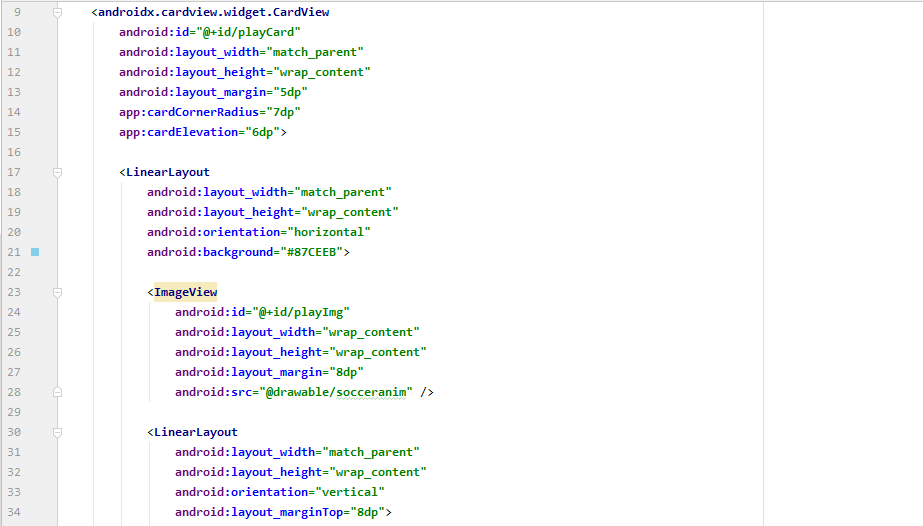 9 <androidx.cardview.widget.CardView
10 android:id="@+id/playCard"
11 android:layout_width="match_parent"
12 android:layout_height="wrap_content"
13 android:layout_margin="5dp"
14 app:cardCornerRadius="7dp"
15 app:cardElevation="6dp">
16
17 <LinearLayout
18 android:layout_width="match_parent"
19 android:layout_height="wrap_content"
20 android:orientation="horizontal"
21 android:background="#87CEEB">
22
23 <ImageView
24 android:id="@+id/playImg"
25 android:layout_width="wrap_content"
26 android:layout_height="wrap_content"
27 android:layout_margin="8dp"
28 android:src="@drawable/socceranim" />
29
30 <LinearLayout
31 android:layout_width="match_parent"
32 android:layout_height="wrap_content"
33 android:orientation="vertical"
34 android:layout_marginTop="8dp">